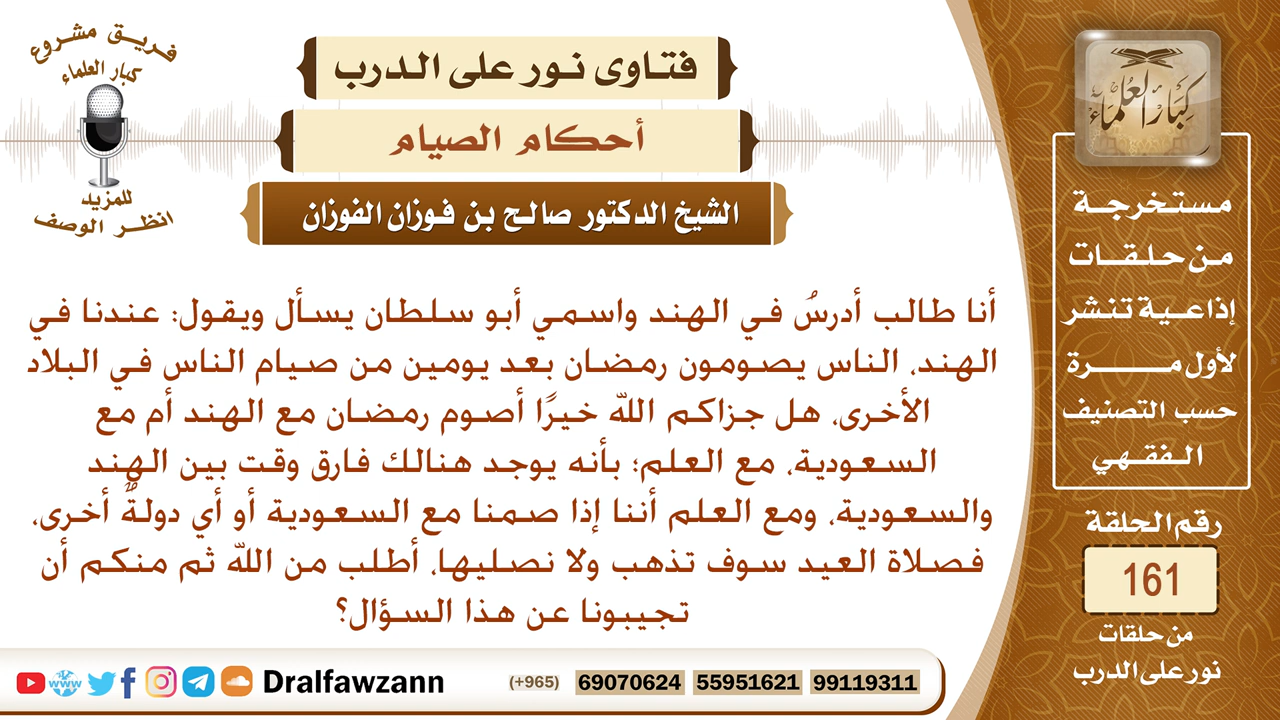 فريق مشروع
كبار العلماء
للمزيد
انظر الوصف
فتاوى نور على الدرب
أحكام الصيام
الشيخ الدكتور صالح بن فوزان الفوزان
أنا طالب أدرسُ في الهند واسمي أبو سلطان يسأل ويقول: عندنا في
الهند، الناس يصومون رمضان بعد يومين من صيام الناس في البلاد
الأخرى، هل جزاكم الله خيرًا أصوم رمضان مع الهند أم مع
السعودية، مع العلم؛ بأنه يوجد هنالك فارق وقت بين الهند
والسعودية، ومع العلم أننا إذا صمنا مع السعودية أو أي دولةٌ أخرى،
فصلاة العيد سوف تذهب ولا نصليها، أطلب من الله ثم منكم أن
تجيبونا عن هذا السؤال؟
كبار العلماء
مستخرجة
من حلقات
إذاعية تنشر
لأول مرة
حسب التصنيف
الفقهي
رقم الحلقة
161
من حلقات
نور على الدرب
www
Dralfawzann
(+965) 69070624 55951621 99119311